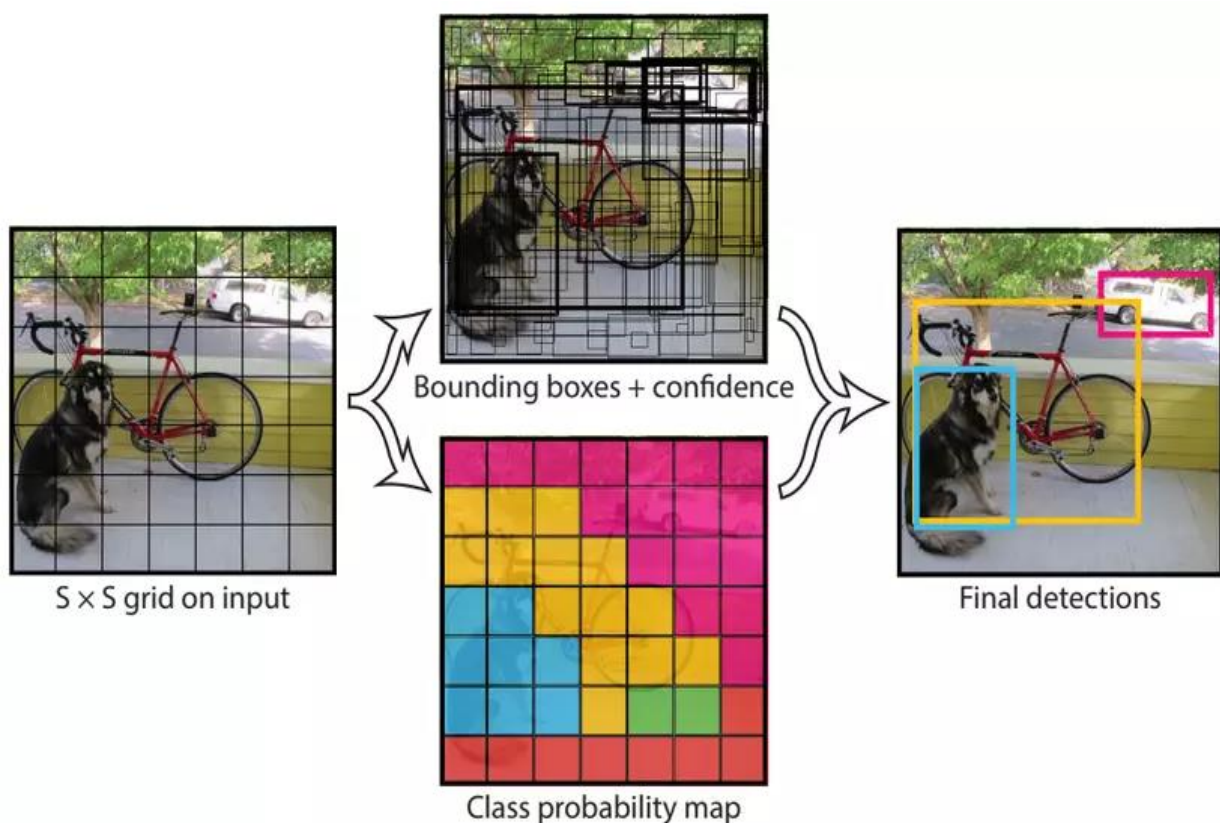 Bounding boxes + confidence
S × S grid on input
Final detections
Class probability map